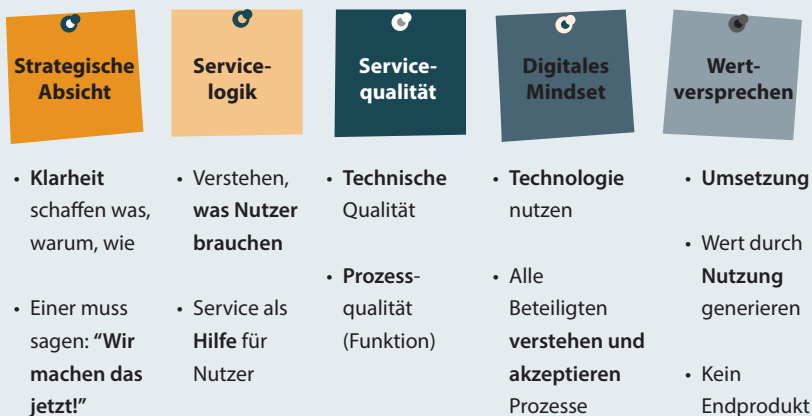 Strategische
Absicht
Service-
logik
Service-
qualität
Digitales
Mindset
Wert-
versprechen
• Klarheit
schaffen was,
warum, wie
• Einer muss
sagen: “Wir
machen das
jetzt!”
• Verstehen,
was Nutzer
brauchen
• Service als
Hilfe für
Nutzer
• Technische
Qualität
• Prozess-
qualität
(Funktion)
• Technologie
nutzen
• Alle
Beteiligten
verstehen und
akzeptieren
Prozesse
• Umsetzung
• Wert durch
Nutzung
generieren
• Kein
Endprodukt